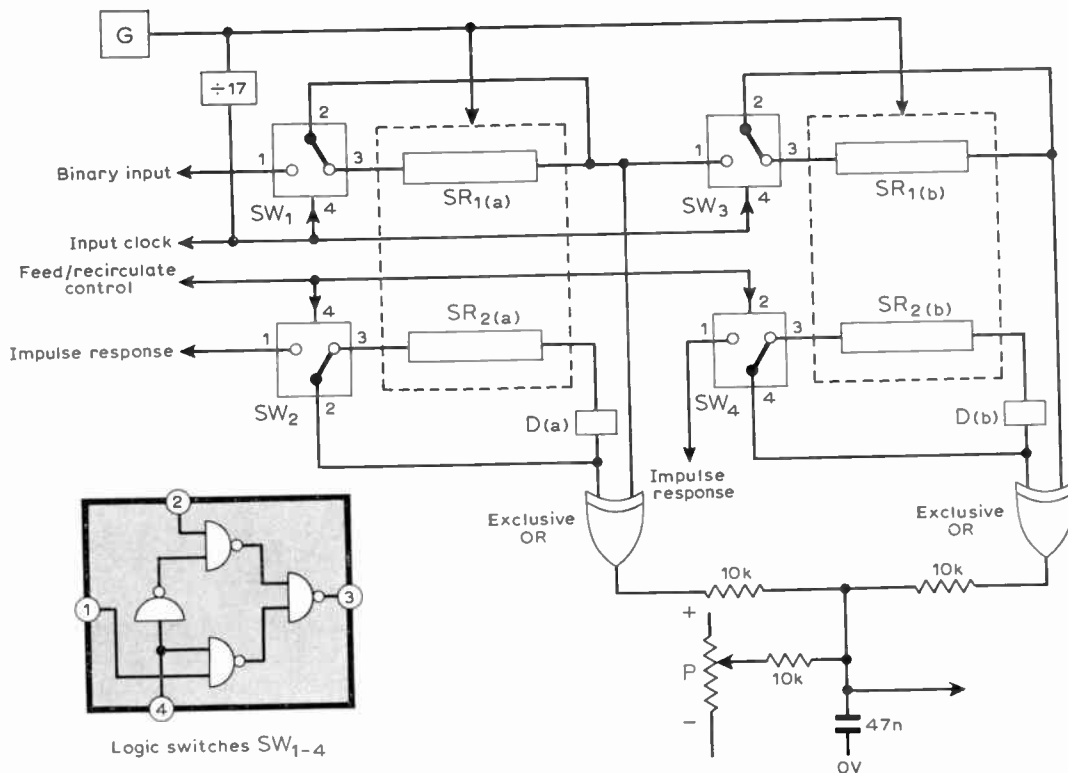 G
÷17
2
2
1
3
1
3
Binary input
SR1(a)
SR1(b)
SW1
4
SW3
4
Input clock
Feed/recirculate
control
4
2
SR2(a)
SR2(b)
Impulse response
1
3
1
3
SW2
2
SW4
4
D(a)
D(b)
Impulse
response
Exclusive
OR
Exclusive
OR
10k
10k
+
P
10k
–
47n
0V
2
1
3
4
Logic switches SW1–4